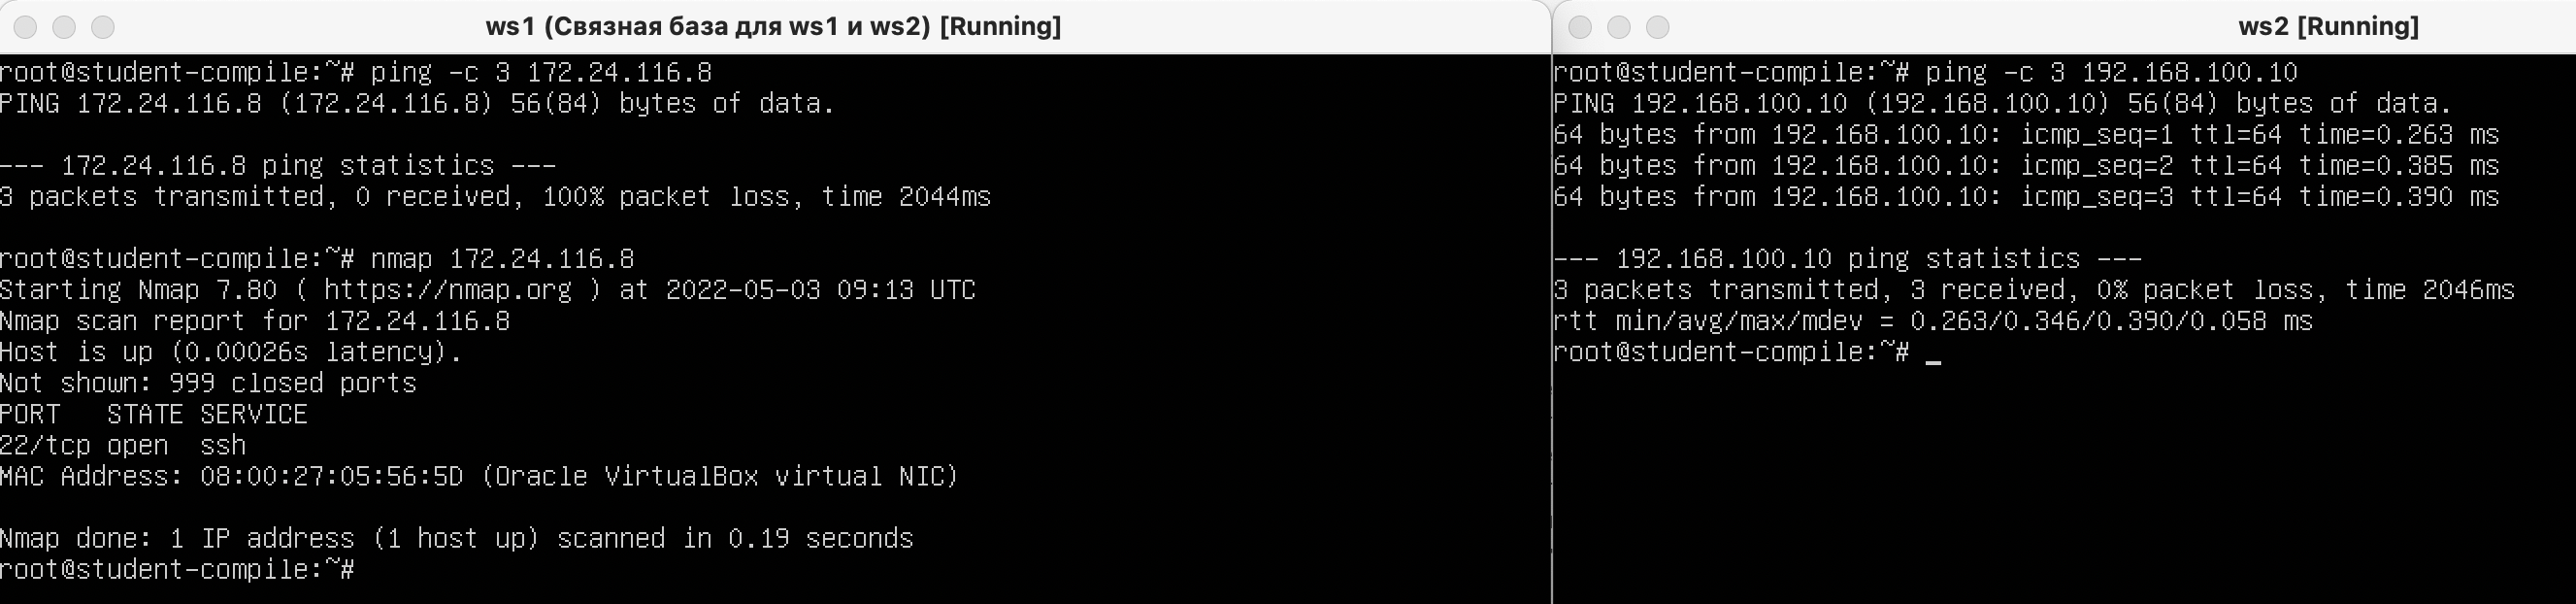 ws1 (Связная база для ws1 и ws2) [Running]
root@student-compile:~# ping -c 3 172.24.116.8
PING 172.24.116.8 (172.24.116.8) 56(84) bytes of data.
--- 172.24.116.8 ping statistics ---
3 packets transmitted, 0 received, 100% packet loss, time 2044ms
root@student-compile:~# nmap 172.24.116.8
Starting Nmap 7.80 ( https://nmap.org ) at 2022-05-03 09:13 UTC
Nmap scan report for 172.24.116.8
Host is up (0.00026s latency).
Not shown: 999 closed ports
PORT   STATE SERVICE
22/tcp open  ssh
MAC Address: 08:00:27:05:56:5D (Oracle VirtualBox virtual NIC)
Nmap done: 1 IP address (1 host up) scanned in 0.19 seconds
root@student-compile:~#
ws2 [Running]
root@student-compile:~# ping -c 3 192.168.100.10
PING 192.168.100.10 (192.168.100.10) 56(84) bytes of data.
64 bytes from 192.168.100.10: icmp_seq=1 ttl=64 time=0.263 ms
64 bytes from 192.168.100.10: icmp_seq=2 ttl=64 time=0.385 ms
64 bytes from 192.168.100.10: icmp_seq=3 ttl=64 time=0.390 ms
--- 192.168.100.10 ping statistics ---
3 packets transmitted, 3 received, 0% packet loss, time 2046ms
rtt min/avg/max/mdev = 0.263/0.346/0.390/0.058 ms
root@student-compile:~# _